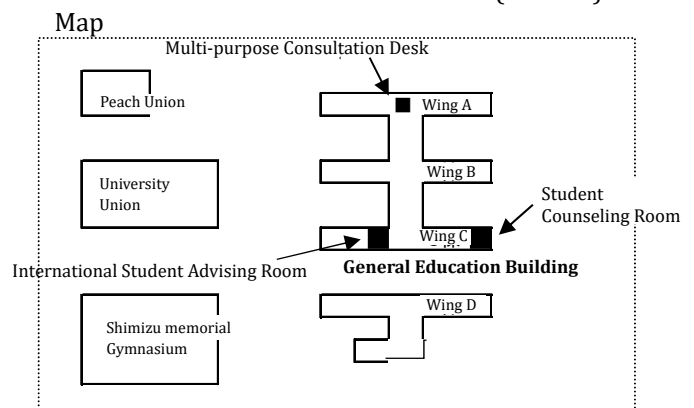 Map
Multi-purpose Consultation Desk
Peach Union
Wing A
Wing B
University
Union
Student
Counseling Room
Wing C
International Student Advising Room
General Education Building
Wing D
Shimizu memorial
Gymnasium